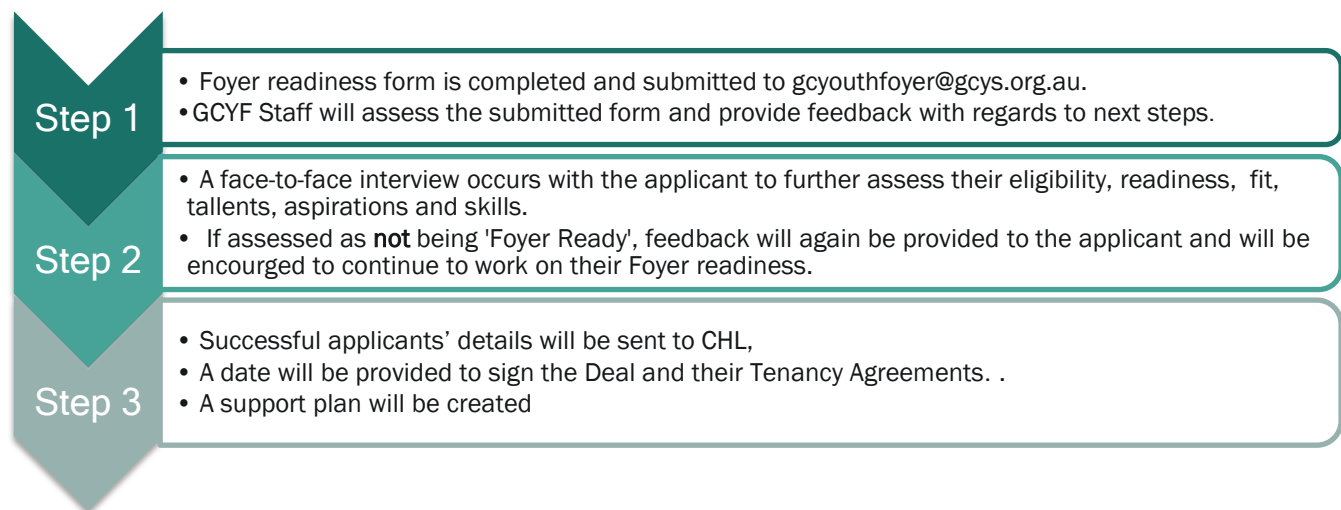 Step 1
• Foyer readiness form is completed and submitted to gcyouthfoyer@gcys.org.au.
• GCYF Staff will assess the submitted form and provide feedback with regards to next steps.
Step 2
• A face-to-face interview occurs with the applicant to further assess their eligibility, readiness, fit,
tallents, aspirations and skills.
• If assessed as not being 'Foyer Ready', feedback will again be provided to the applicant and will be
encourged to continue to work on their Foyer readiness.
Step 3
• Successful applicants’ details will be sent to CHL,
• A date will be provided to sign the Deal and their Tenancy Agreements. .
• A support plan will be created